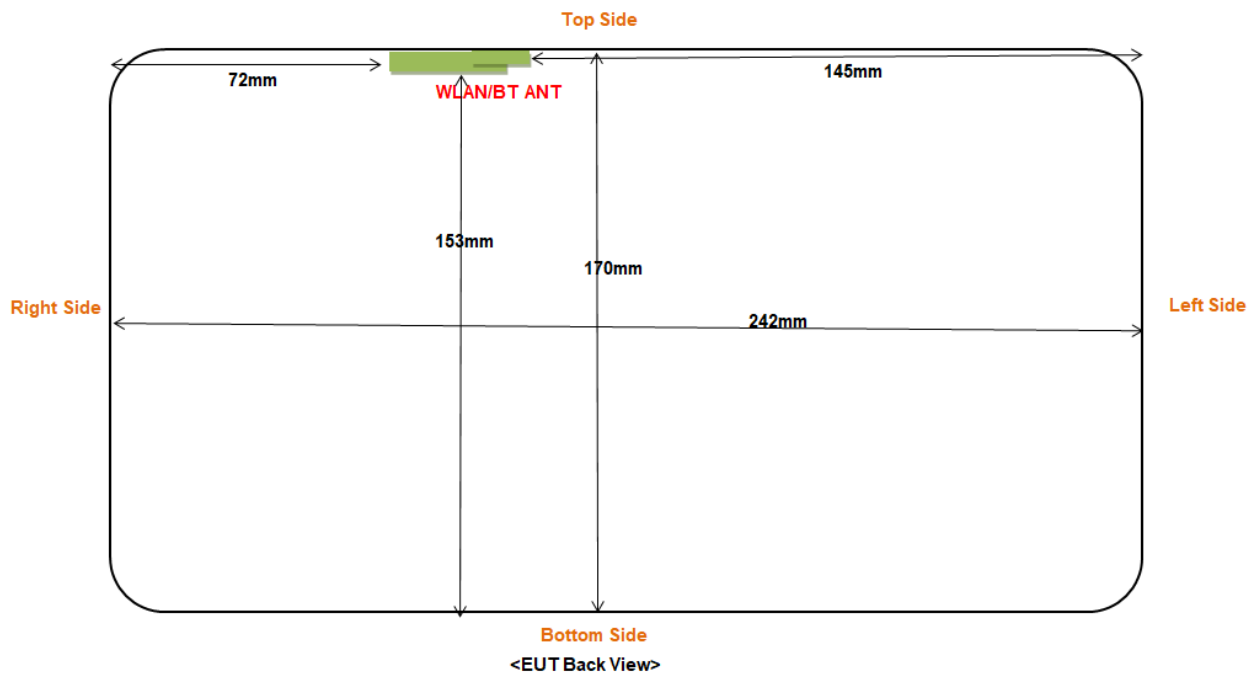 Top Side
72mm
145mm
WLAN/BT ANT
153mm
170mm
Right Side
Left Side
242mm
Bottom Side
<EUT Back View>